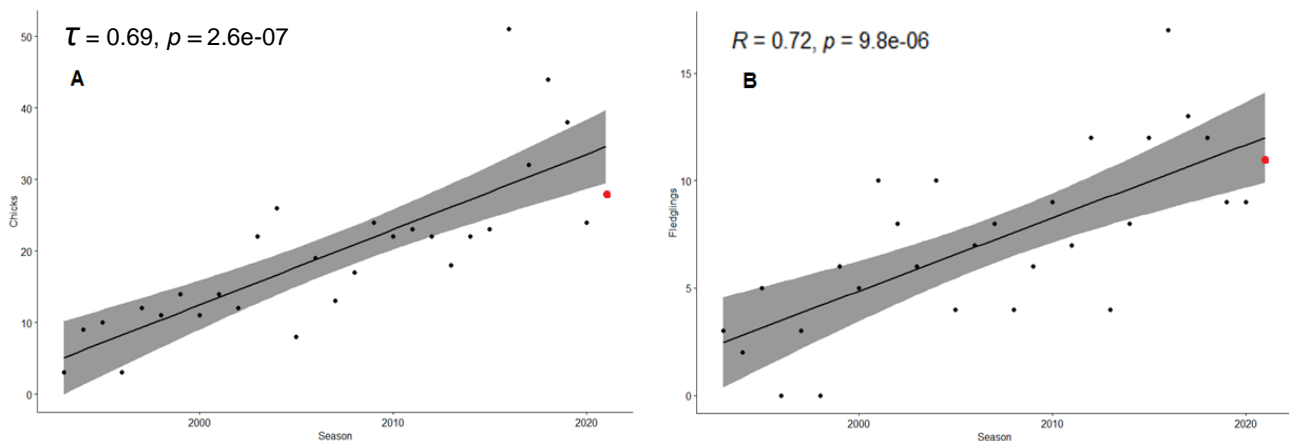 τ = 0.69, p = 2.6e-07
A
50
40
30
20
10
0
Chicks
2000
2010
2020
Season
R = 0.72, p = 9.8e-06
B
15
10
5
0
Fledglings
2000
2010
2020
Season